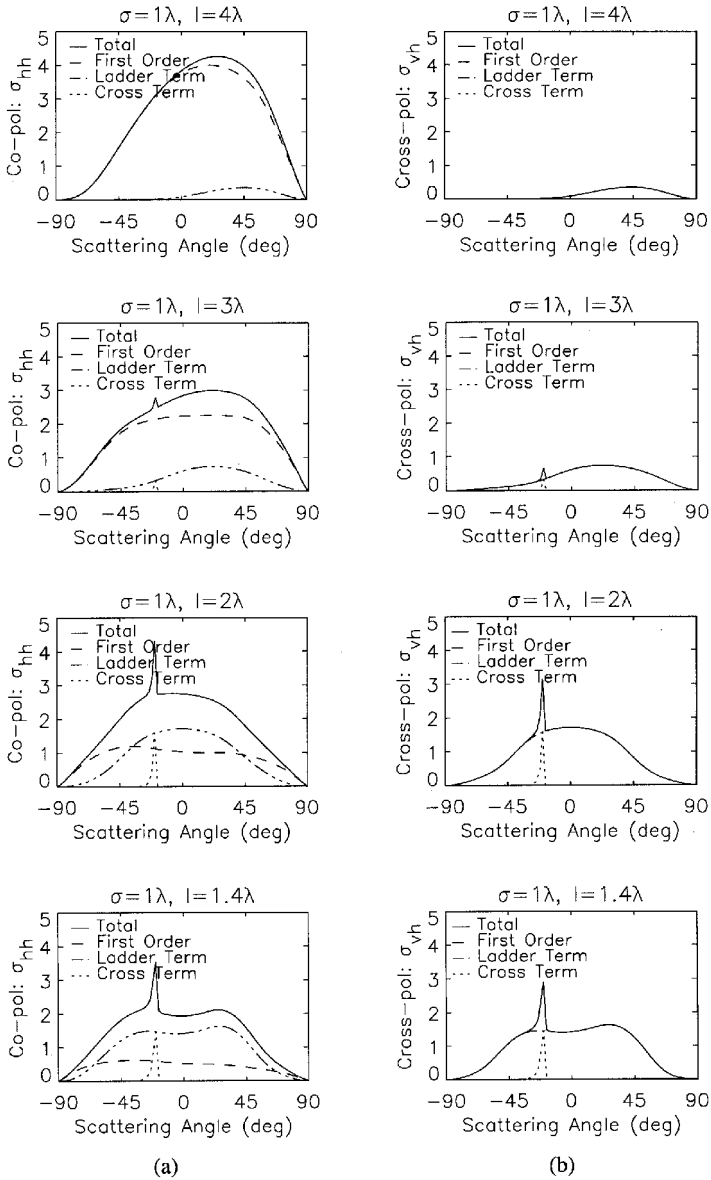 σ=1λ, l=4λ
Co-pol: σhh
Total
First Order
Ladder Term
Cross Term
5
4
3
2
1
0
-90 -45 0 45 90
Scattering Angle (deg)
σ=1λ, l=4λ
Cross-pol: σvh
Total
First Order
Ladder Term
Cross Term
5
4
3
2
1
0
-90 -45 0 45 90
Scattering Angle (deg)
σ=1λ, l=3λ
Co-pol: σhh
Total
First Order
Ladder Term
Cross Term
5
4
3
2
1
0
-90 -45 0 45 90
Scattering Angle (deg)
σ=1λ, l=3λ
Cross-pol: σvh
Total
First Order
Ladder Term
Cross Term
5
4
3
2
1
0
-90 -45 0 45 90
Scattering Angle (deg)
σ=1λ, l=2λ
Co-pol: σhh
Total
First Order
Ladder Term
Cross Term
5
4
3
2
1
0
-90 -45 0 45 90
Scattering Angle (deg)
σ=1λ, l=2λ
Cross-pol: σvh
Total
First Order
Ladder Term
Cross Term
5
4
3
2
1
0
-90 -45 0 45 90
Scattering Angle (deg)
σ=1λ, l=1.4λ
Co-pol: σhh
Total
First Order
Ladder Term
Cross Term
5
4
3
2
1
0
-90 -45 0 45 90
Scattering Angle (deg)
σ=1λ, l=1.4λ
Cross-pol: σvh
Total
First Order
Ladder Term
Cross Term
5
4
3
2
1
0
-90 -45 0 45 90
Scattering Angle (deg)
(a)
(b)